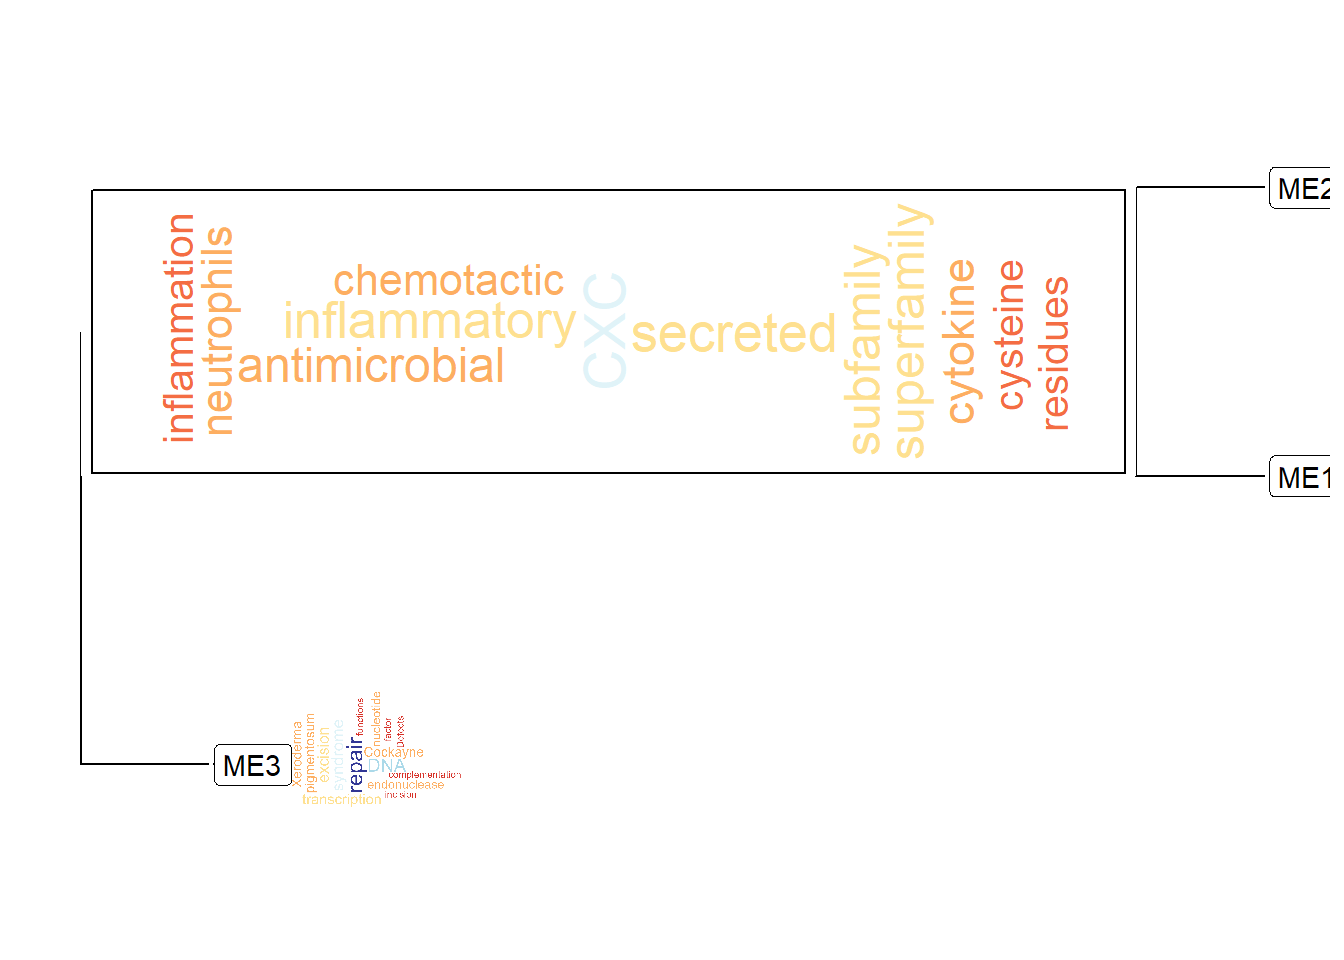 ME2
inflammation
neutrophils
chemotactic
inflammatory
antimicrobial
CXC
secreted
subfamily
superfamily
cytokine
cysteine
residues
ME1
ME3
Xeroderma
pigmentosum
excision
syndrome
repair
functions
nucleotide
factor
Defects
Cockayne
DNA
complementation
endonuclease
incision
transcription